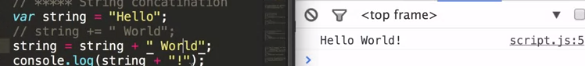 // ***** String concatination
var string = "Hello";
// string += " World";
string = string + " World";
console.log(string + "!");
<top frame>
Hello World! script.js:5
>